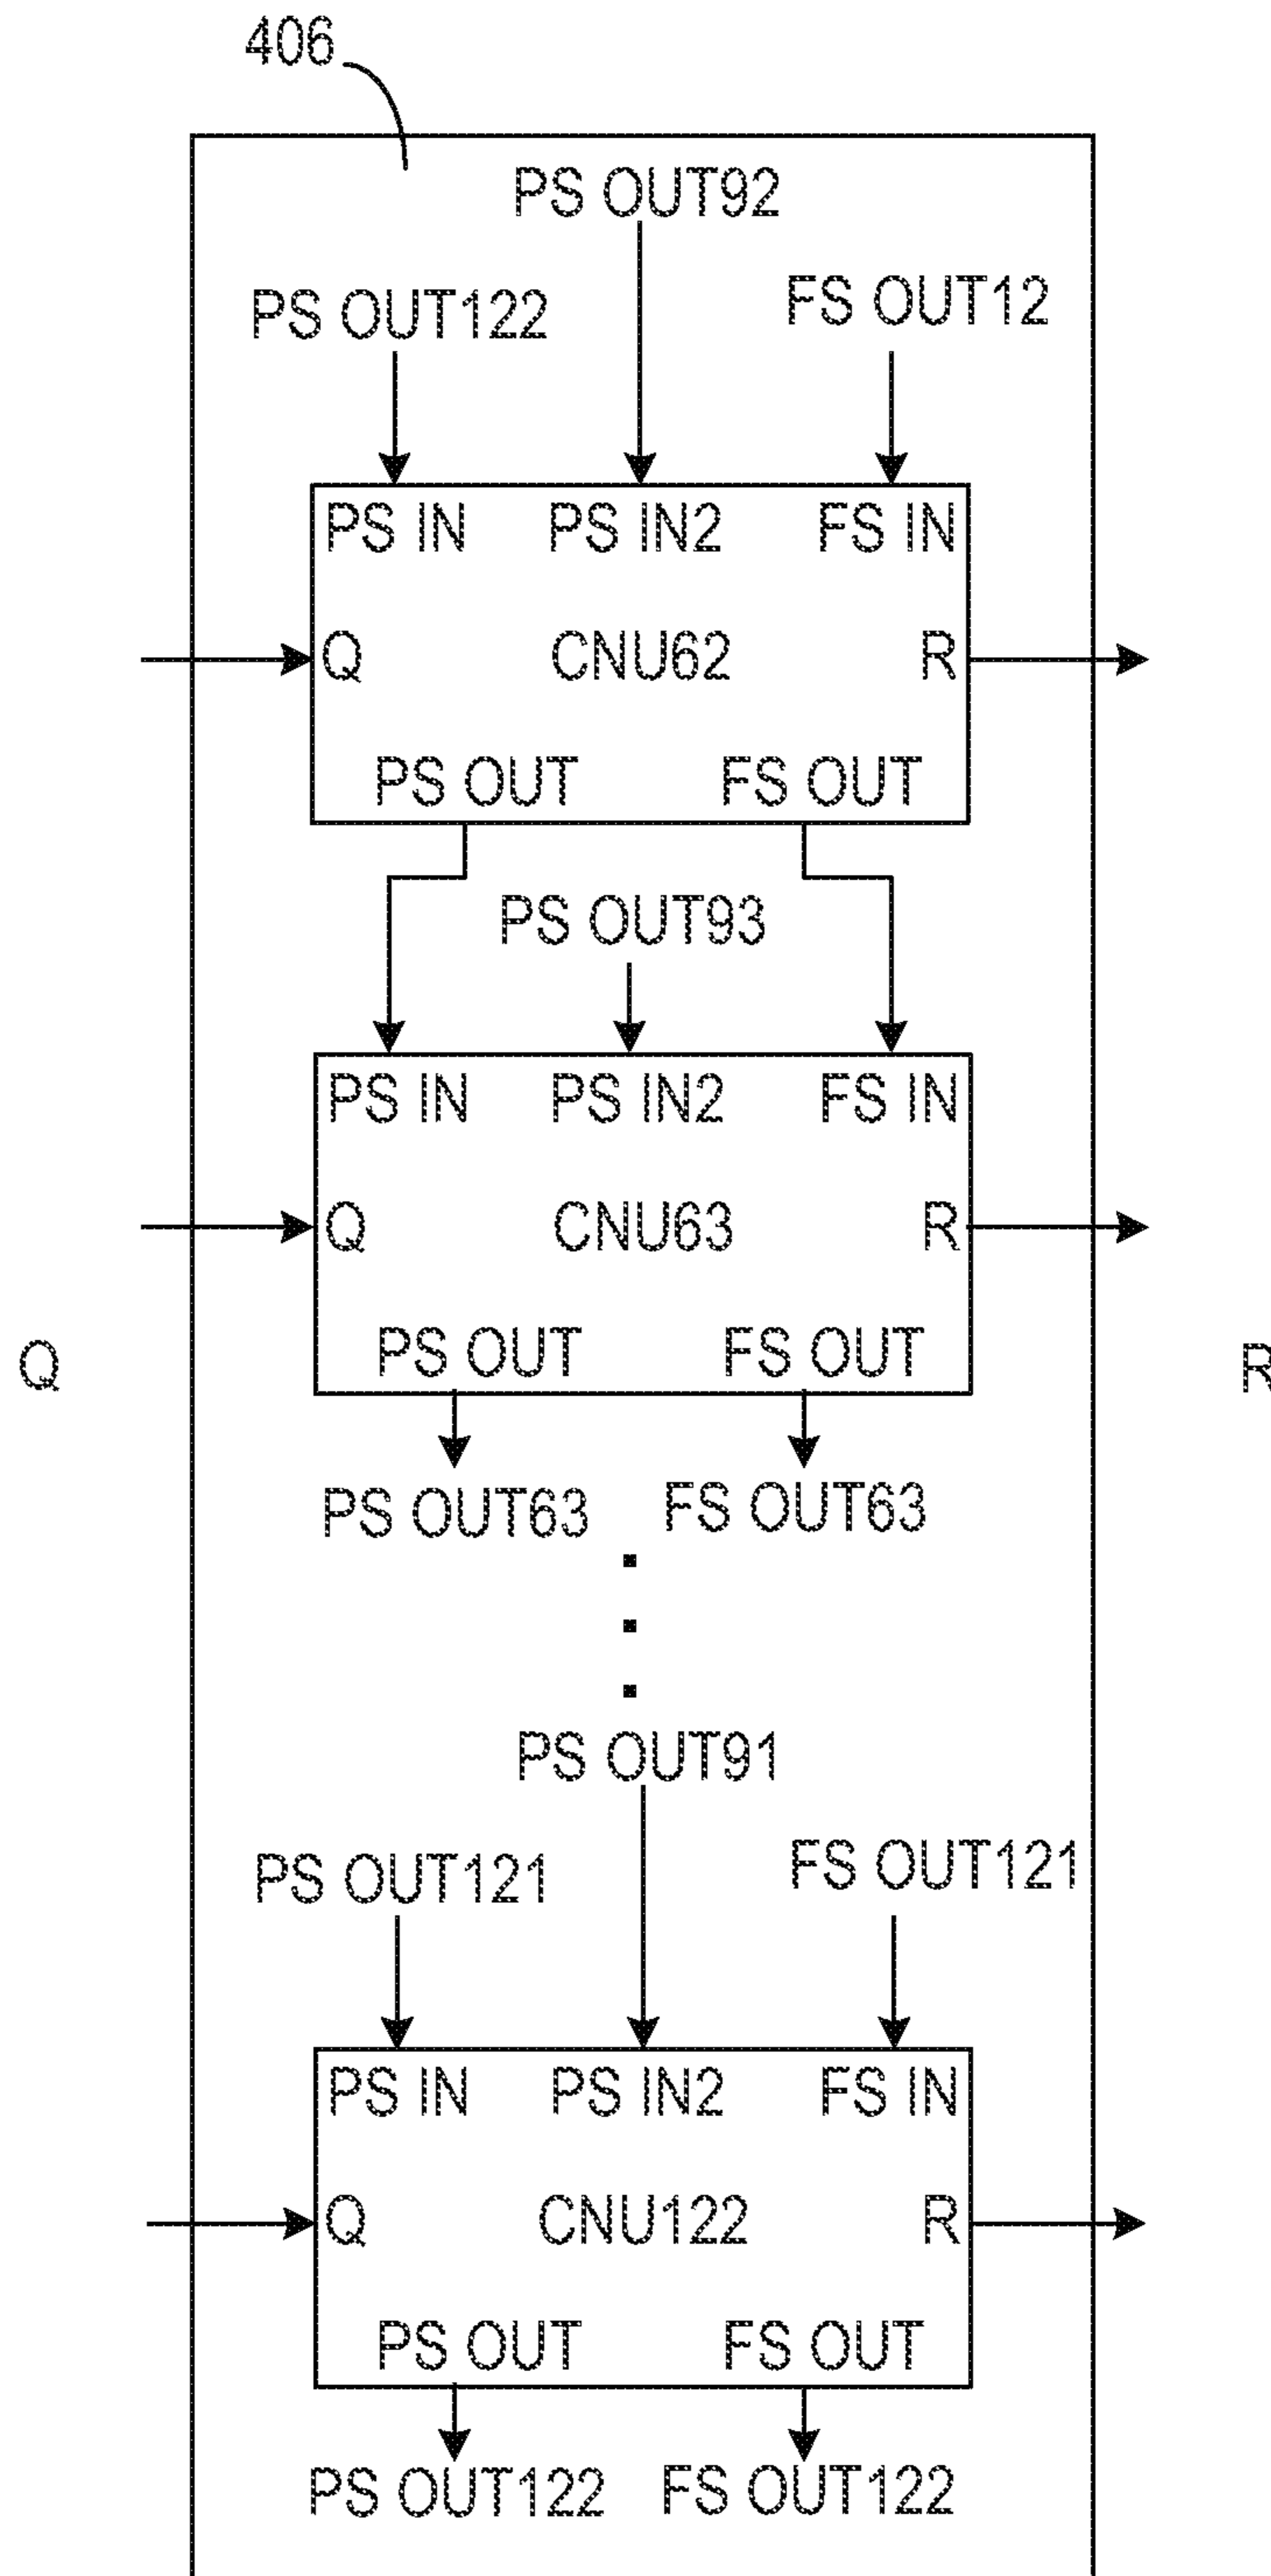 406
PS OUT92
PS OUT122 FS OUT12
PS IN PS IN2 FS IN
Q CNU62 R
PS OUT FS OUT
PS OUT93
PS IN PS IN2 FS IN
Q CNU63 R
PS OUT FS OUT
Q R
PS OUT63 FS OUT63
PS OUT91
PS OUT121 FS OUT121
PS IN PS IN2 FS IN
Q CNU122 R
PS OUT FS OUT
PS OUT122 FS OUT122